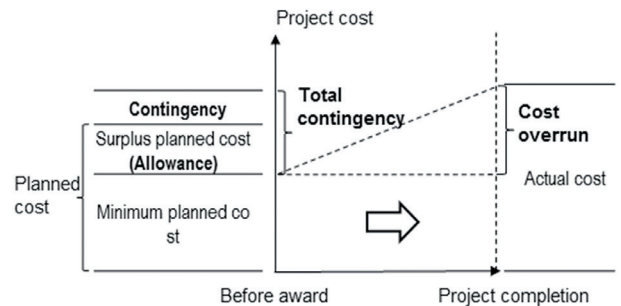 Project cost
Contingency
Surplus planned cost
(Allowance)
Planned
cost
Minimum planned co
st
Total
contingency
Cost
overrun
Actual cost
Before award
Project completion